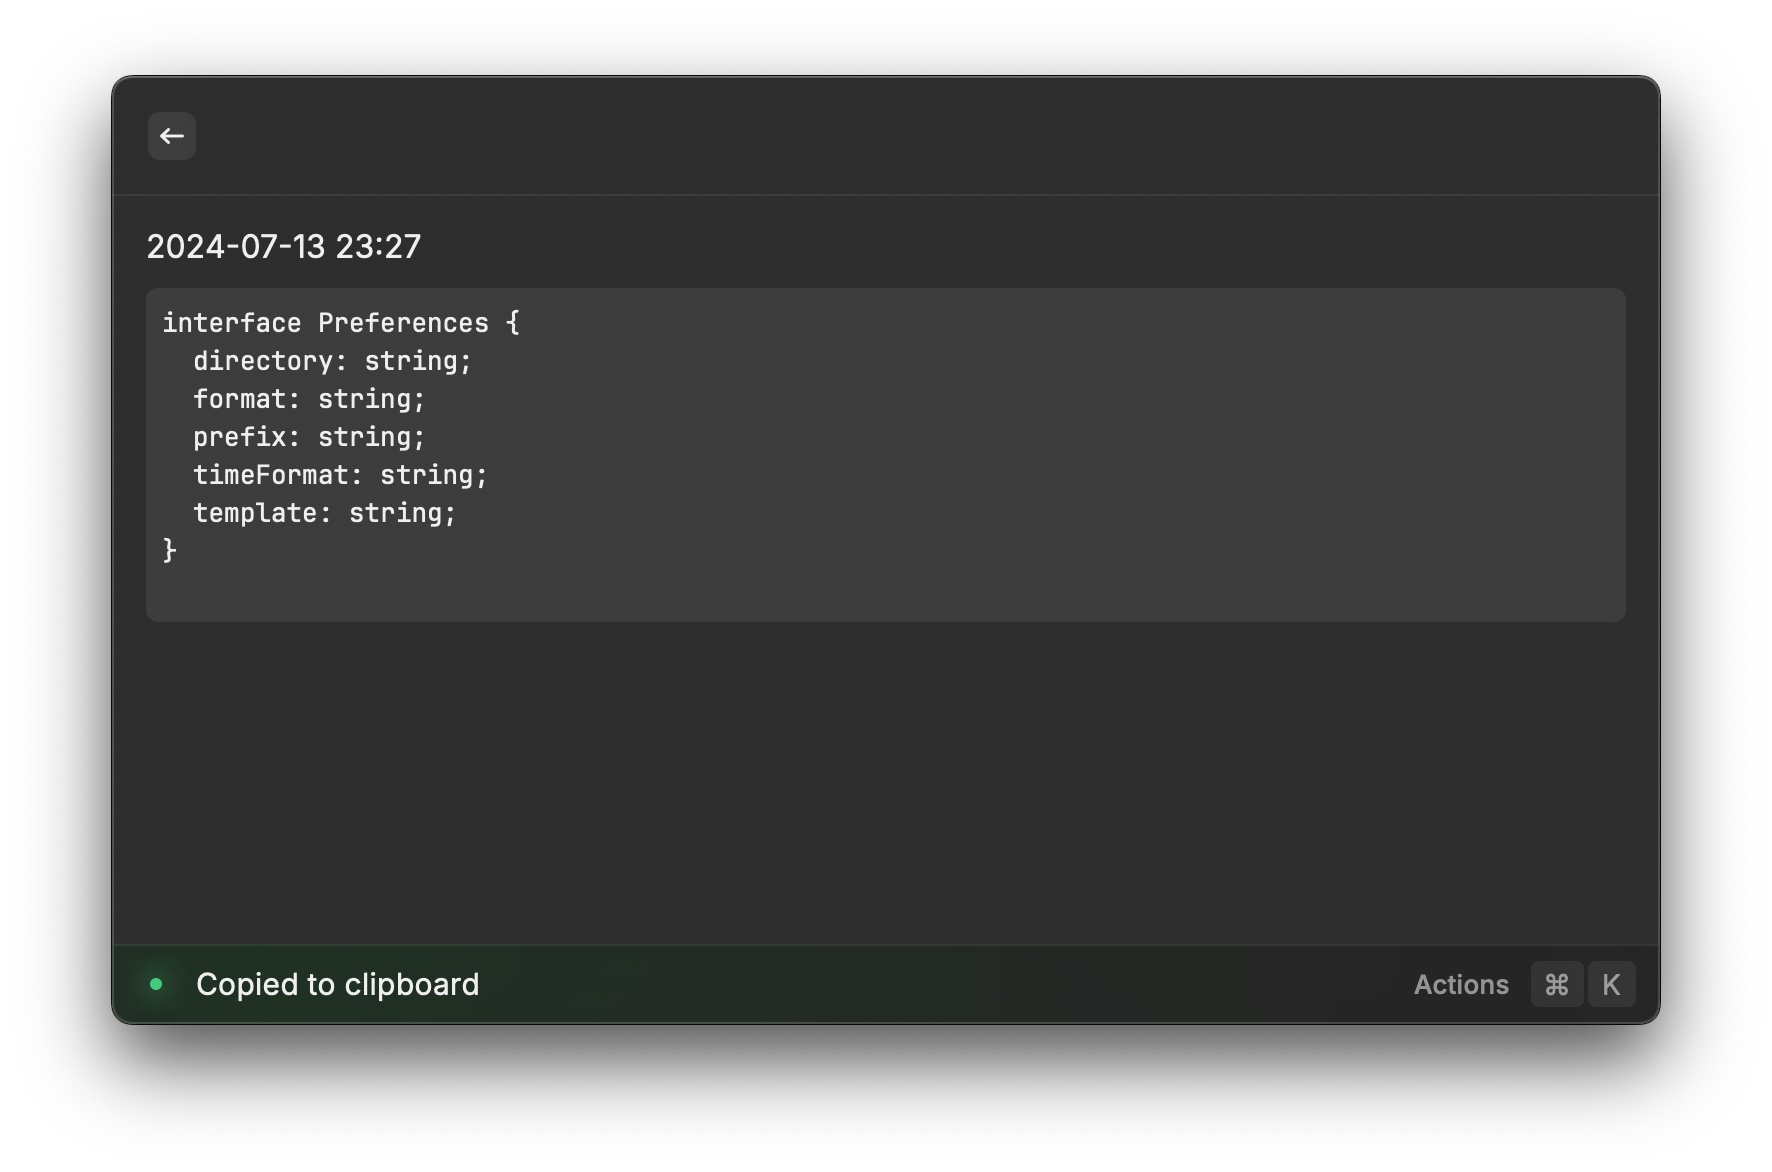 2024-07-13 23:27
interface Preferences {
  directory: string;
  format: string;
  prefix: string;
  timeFormat: string;
  template: string;
}
Copied to clipboard
Actions ⌘ K